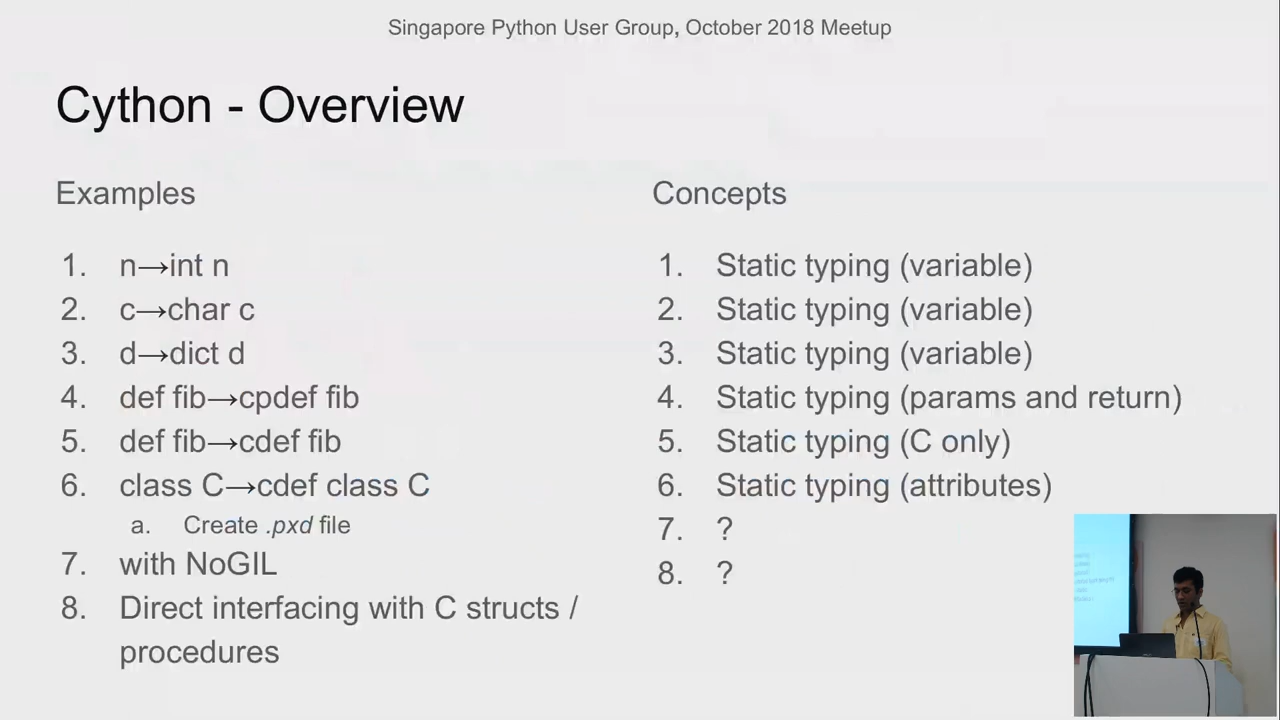 Singapore Python User Group, October 2018 Meetup
Cython - Overview
Examples
1. n→int n
2. c→char c
3. d→dict d
4. def fib→cpdef fib
5. def fib→cdef fib
6. class C→cdef class C
a. Create .pxd file
7. with NoGIL
8. Direct interfacing with C structs /
procedures
Concepts
1. Static typing (variable)
2. Static typing (variable)
3. Static typing (variable)
4. Static typing (params and return)
5. Static typing (C only)
6. Static typing (attributes)
7. ?
8. ?